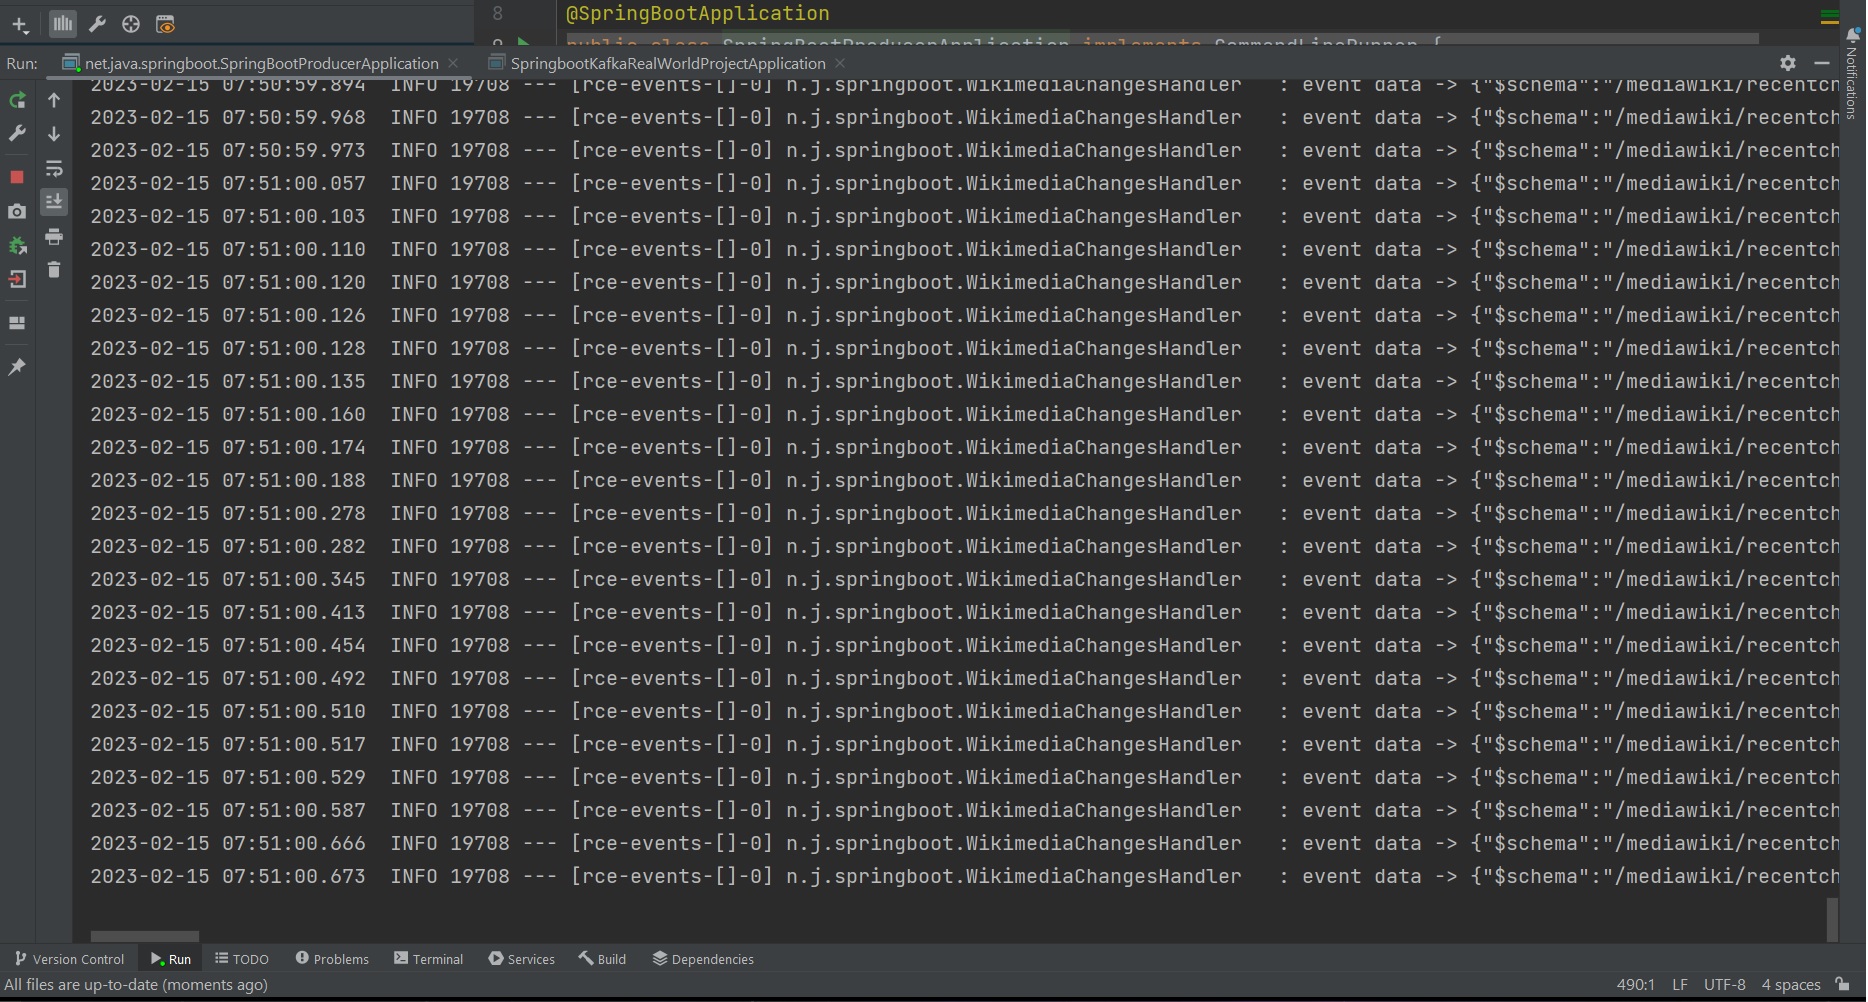 8
@SpringBootApplication
9
public class SpringBootProducerApplication implements CommandLineRunner {
Notifications
Run:
net.java.springboot.SpringBootProducerApplication
SpringbootKafkaRealWorldProjectApplication
2023-02-15 07:50:59.894  INFO 19708 --- [rce-events-[]-0] n.j.springboot.WikimediaChangesHandler   : event data -> {"$schema":"/mediawiki/recentch
2023-02-15 07:50:59.968  INFO 19708 --- [rce-events-[]-0] n.j.springboot.WikimediaChangesHandler   : event data -> {"$schema":"/mediawiki/recentch
2023-02-15 07:50:59.973  INFO 19708 --- [rce-events-[]-0] n.j.springboot.WikimediaChangesHandler   : event data -> {"$schema":"/mediawiki/recentch
2023-02-15 07:51:00.057  INFO 19708 --- [rce-events-[]-0] n.j.springboot.WikimediaChangesHandler   : event data -> {"$schema":"/mediawiki/recentch
2023-02-15 07:51:00.103  INFO 19708 --- [rce-events-[]-0] n.j.springboot.WikimediaChangesHandler   : event data -> {"$schema":"/mediawiki/recentch
2023-02-15 07:51:00.110  INFO 19708 --- [rce-events-[]-0] n.j.springboot.WikimediaChangesHandler   : event data -> {"$schema":"/mediawiki/recentch
2023-02-15 07:51:00.120  INFO 19708 --- [rce-events-[]-0] n.j.springboot.WikimediaChangesHandler   : event data -> {"$schema":"/mediawiki/recentch
2023-02-15 07:51:00.126  INFO 19708 --- [rce-events-[]-0] n.j.springboot.WikimediaChangesHandler   : event data -> {"$schema":"/mediawiki/recentch
2023-02-15 07:51:00.128  INFO 19708 --- [rce-events-[]-0] n.j.springboot.WikimediaChangesHandler   : event data -> {"$schema":"/mediawiki/recentch
2023-02-15 07:51:00.135  INFO 19708 --- [rce-events-[]-0] n.j.springboot.WikimediaChangesHandler   : event data -> {"$schema":"/mediawiki/recentch
2023-02-15 07:51:00.160  INFO 19708 --- [rce-events-[]-0] n.j.springboot.WikimediaChangesHandler   : event data -> {"$schema":"/mediawiki/recentch
2023-02-15 07:51:00.174  INFO 19708 --- [rce-events-[]-0] n.j.springboot.WikimediaChangesHandler   : event data -> {"$schema":"/mediawiki/recentch
2023-02-15 07:51:00.188  INFO 19708 --- [rce-events-[]-0] n.j.springboot.WikimediaChangesHandler   : event data -> {"$schema":"/mediawiki/recentch
2023-02-15 07:51:00.278  INFO 19708 --- [rce-events-[]-0] n.j.springboot.WikimediaChangesHandler   : event data -> {"$schema":"/mediawiki/recentch
2023-02-15 07:51:00.282  INFO 19708 --- [rce-events-[]-0] n.j.springboot.WikimediaChangesHandler   : event data -> {"$schema":"/mediawiki/recentch
2023-02-15 07:51:00.345  INFO 19708 --- [rce-events-[]-0] n.j.springboot.WikimediaChangesHandler   : event data -> {"$schema":"/mediawiki/recentch
2023-02-15 07:51:00.413  INFO 19708 --- [rce-events-[]-0] n.j.springboot.WikimediaChangesHandler   : event data -> {"$schema":"/mediawiki/recentch
2023-02-15 07:51:00.454  INFO 19708 --- [rce-events-[]-0] n.j.springboot.WikimediaChangesHandler   : event data -> {"$schema":"/mediawiki/recentch
2023-02-15 07:51:00.492  INFO 19708 --- [rce-events-[]-0] n.j.springboot.WikimediaChangesHandler   : event data -> {"$schema":"/mediawiki/recentch
2023-02-15 07:51:00.510  INFO 19708 --- [rce-events-[]-0] n.j.springboot.WikimediaChangesHandler   : event data -> {"$schema":"/mediawiki/recentch
2023-02-15 07:51:00.517  INFO 19708 --- [rce-events-[]-0] n.j.springboot.WikimediaChangesHandler   : event data -> {"$schema":"/mediawiki/recentch
2023-02-15 07:51:00.529  INFO 19708 --- [rce-events-[]-0] n.j.springboot.WikimediaChangesHandler   : event data -> {"$schema":"/mediawiki/recentch
2023-02-15 07:51:00.587  INFO 19708 --- [rce-events-[]-0] n.j.springboot.WikimediaChangesHandler   : event data -> {"$schema":"/mediawiki/recentch
2023-02-15 07:51:00.666  INFO 19708 --- [rce-events-[]-0] n.j.springboot.WikimediaChangesHandler   : event data -> {"$schema":"/mediawiki/recentch
2023-02-15 07:51:00.673  INFO 19708 --- [rce-events-[]-0] n.j.springboot.WikimediaChangesHandler   : event data -> {"$schema":"/mediawiki/recentch
Version Control  Run  TODO  Problems  Terminal  Services  Build  Dependencies
All files are up-to-date (moments ago)  490:1  LF  UTF-8  4 spaces